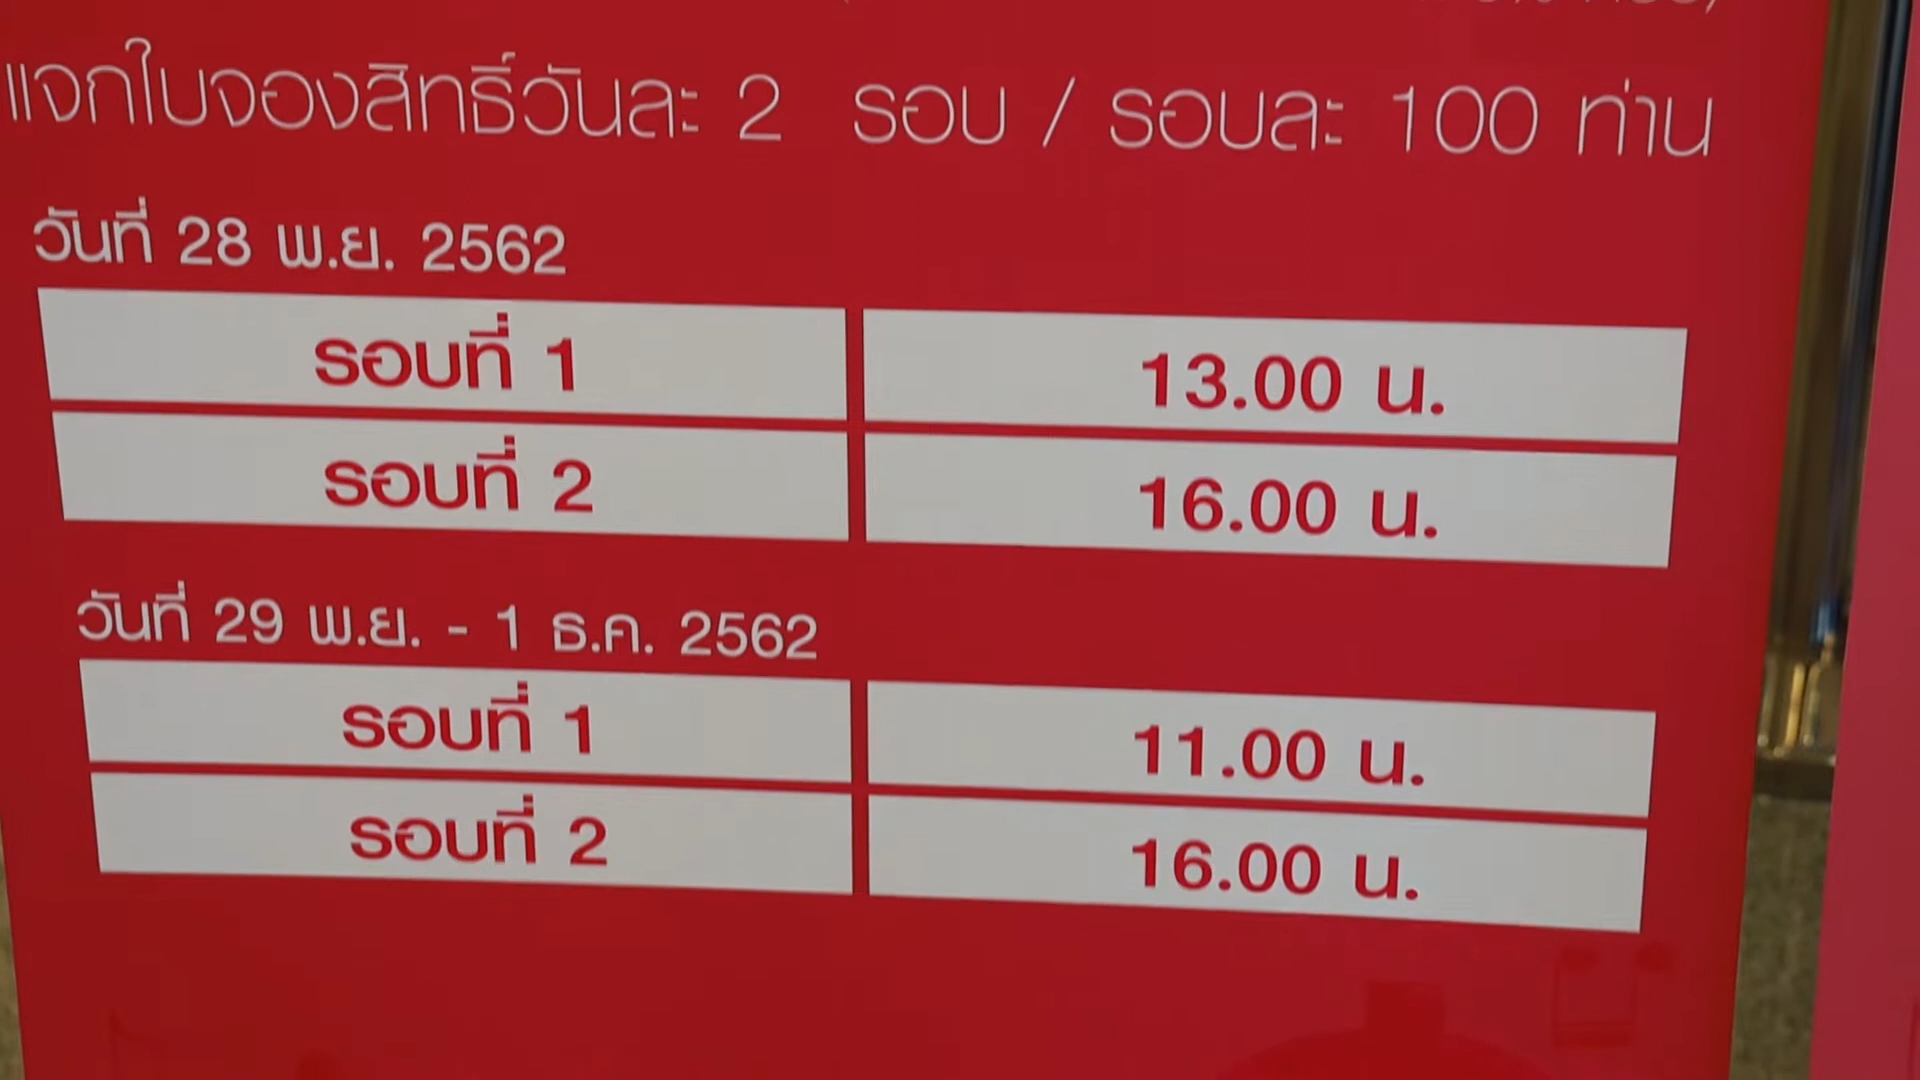 แจกใบจองสิทธิ์วันละ 2 รอบ / รอบละ 100 ท่าน
วันที่ 28 พ.ย. 2562
รอบที่ 1 13.00 น.
รอบที่ 2 16.00 น.
วันที่ 29 พ.ย. - 1 ธ.ค. 2562
รอบที่ 1 11.00 น.
รอบที่ 2 16.00 น.